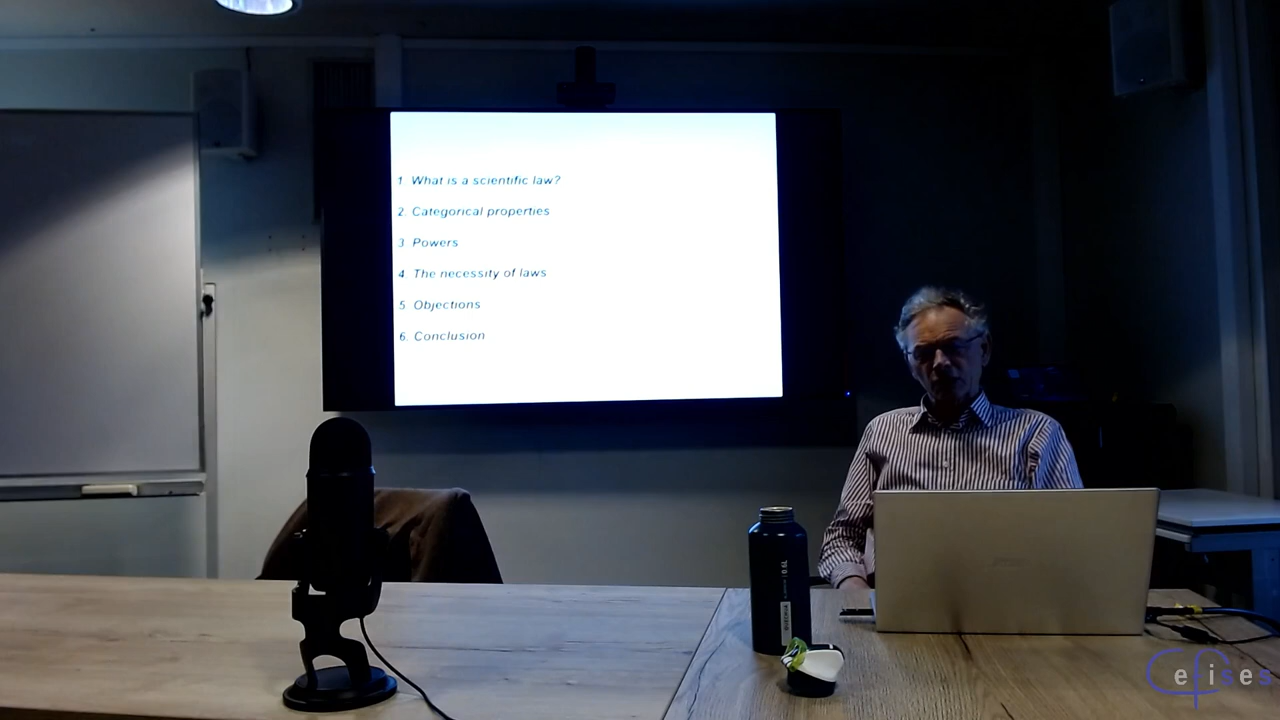 1 What is a scientific law?
2. Categorical properties
3 Powers
4. The necessity of laws
5 Objections
6. Conclusion
Cefises